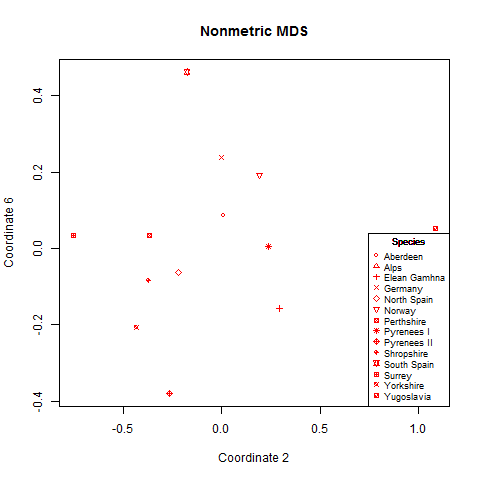 Nonmetric MDS
Coordinate 6
0.4
0.2
0.0
-0.2
-0.4
-0.5
0.0
0.5
1.0
Coordinate 2
Species
Aberdeen
Alps
Elean Gamhna
Germany
North Spain
Norway
Perthshire
Pyrenees I
Pyrenees II
Shropshire
South Spain
Surrey
Yorkshire
Yugoslavia